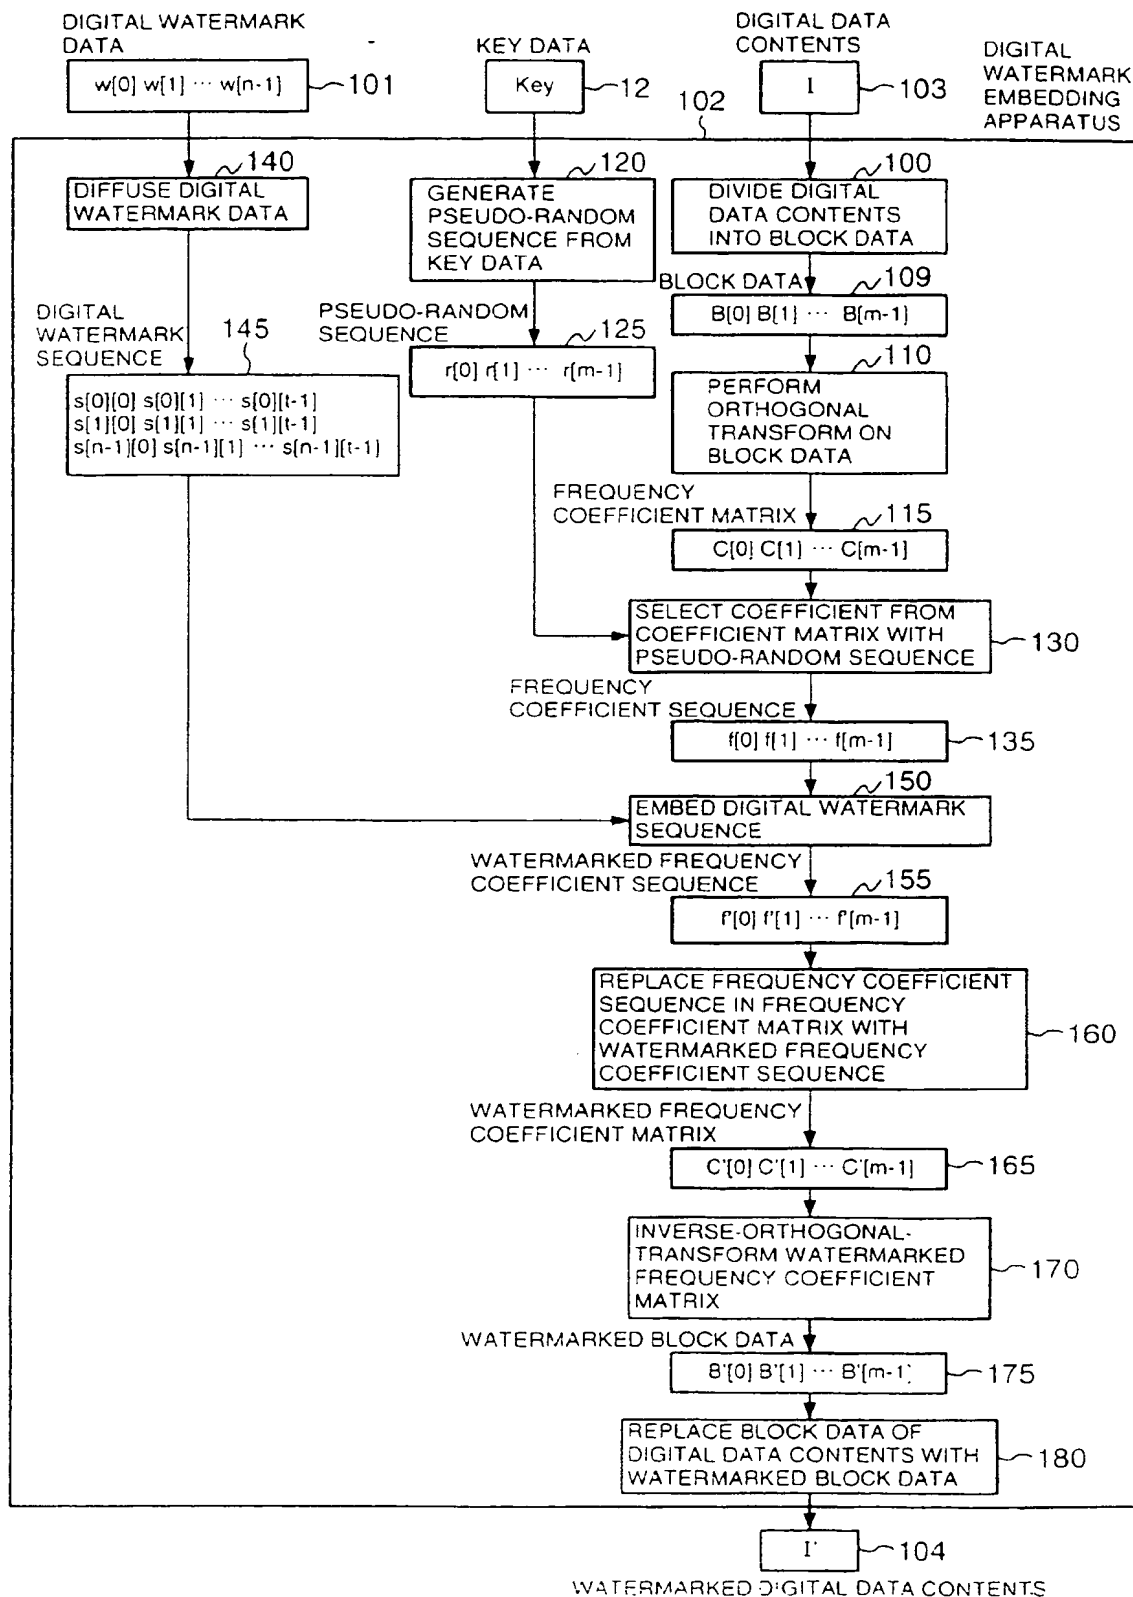 DIGITAL WATERMARK
DATA
w[0] w[1] ··· w[n-1]
101
KEY DATA
Key
12
DIGITAL DATA
CONTENTS
I
103
DIGITAL
WATERMARK
EMBEDDING
APPARATUS
102
140
DIFFUSE DIGITAL
WATERMARK DATA
120
GENERATE
PSEUDO-RANDOM
SEQUENCE FROM
KEY DATA
100
DIVIDE DIGITAL
DATA CONTENTS
INTO BLOCK DATA
BLOCK DATA
109
B[0] B[1] ··· B[m-1]
DIGITAL
WATERMARK
SEQUENCE
145
s[0][0] s[0][1] ··· s[0][t-1]
s[1][0] s[1][1] ··· s[1][t-1]
s[n-1][0] s[n-1][1] ··· s[n-1][t-1]
PSEUDO-RANDOM
SEQUENCE
125
r[0] r[1] ··· r[m-1]
110
PERFORM
ORTHOGONAL
TRANSFORM ON
BLOCK DATA
FREQUENCY
COEFFICIENT MATRIX
115
C[0] C[1] ··· C[m-1]
SELECT COEFFICIENT FROM
COEFFICIENT MATRIX WITH
PSEUDO-RANDOM SEQUENCE
130
FREQUENCY
COEFFICIENT SEQUENCE
f[0] f[1] ··· f[m-1]
135
150
EMBED DIGITAL WATERMARK
SEQUENCE
WATERMARKED FREQUENCY
COEFFICIENT SEQUENCE
155
f'[0] f'[1] ··· f'[m-1]
REPLACE FREQUENCY COEFFICIENT
SEQUENCE IN FREQUENCY
COEFFICIENT MATRIX WITH
WATERMARKED FREQUENCY
COEFFICIENT SEQUENCE
160
WATERMARKED FREQUENCY
COEFFICIENT MATRIX
C'[0] C'[1] ··· C'[m-1]
165
INVERSE-ORTHOGONAL-
TRANSFORM WATERMARKED
FREQUENCY COEFFICIENT
MATRIX
170
WATERMARKED BLOCK DATA
B'[0] B'[1] ··· B'[m-1]
175
REPLACE BLOCK DATA OF
DIGITAL DATA CONTENTS WITH
WATERMARKED BLOCK DATA
180
I'
104
WATERMARKED DIGITAL DATA CONTENTS